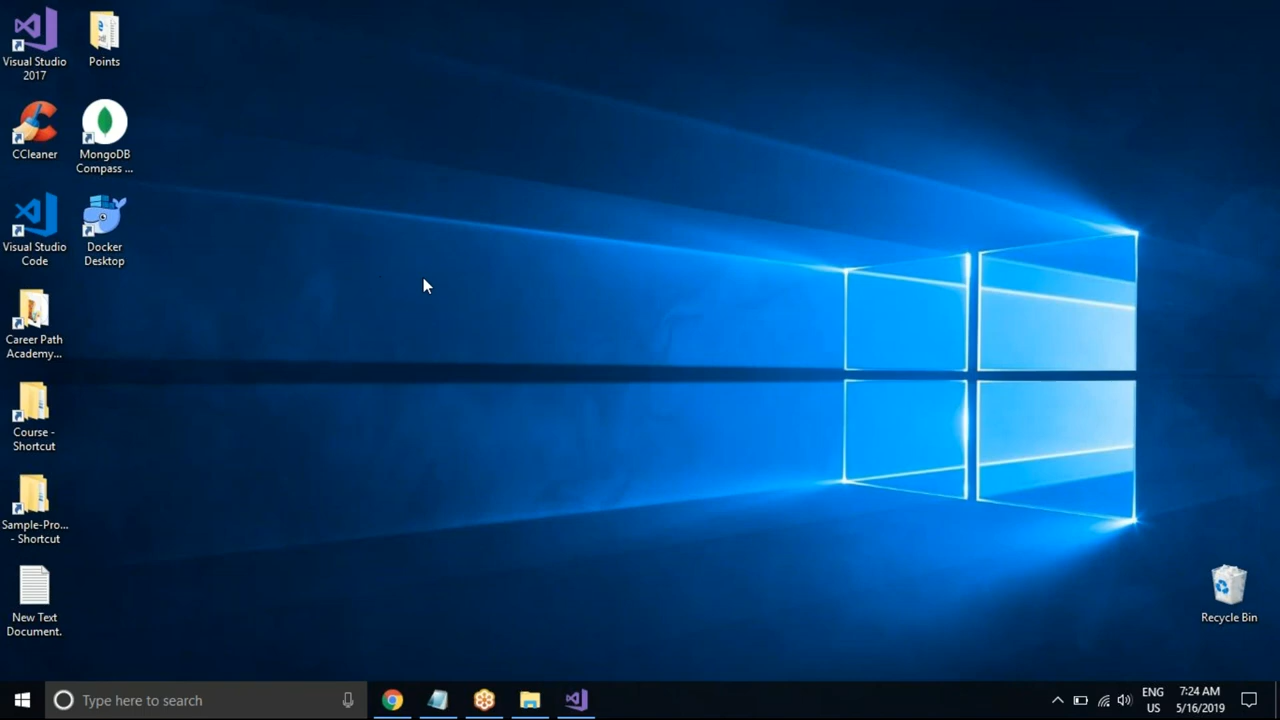 Visual Studio
2017
Points
CCleaner
MongoDB
Compass ...
Visual Studio
Code
Docker
Desktop
Career Path
Academy...
Course -
Shortcut
Sample-Pro...
- Shortcut
New Text
Document.
Recycle Bin
Type here to search
ENG
US
7:24 AM
5/16/2019